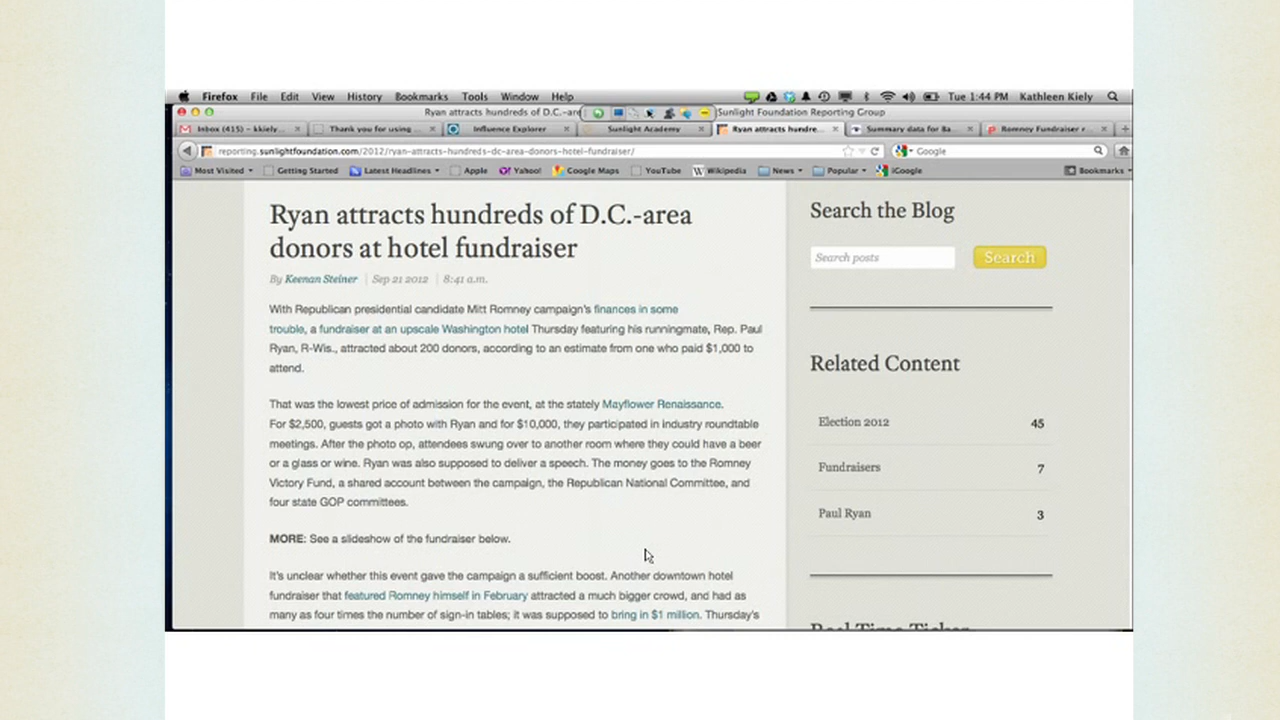 Firefox File Edit View History Bookmarks Tools Window Help Tue 1:44 PM Kathleen Kiely
Ryan attracts hundreds of D.C.-are Sunlight Foundation Reporting Group
Inbox (415) – kkiely... Thank you for using ... Influence Explorer Sunlight Academy Ryan attracts hundre... Summary data for Ba... Romney Fundraiser r...
reporting.sunlightfoundation.com/2012/ryan-attracts-hundreds-dc-area-donors-hotel-fundraiser/ Google
Most Visited Getting Started Latest Headlines Apple Yahoo! Google Maps YouTube Wikipedia News Popular iGoogle Bookmarks
Ryan attracts hundreds of D.C.-area
donors at hotel fundraiser
By Keenan Steiner Sep 21 2012 8:41 a.m.
With Republican presidential candidate Mitt Romney campaign's finances in some
trouble, a fundraiser at an upscale Washington hotel Thursday featuring his runningmate, Rep. Paul
Ryan, R-Wis., attracted about 200 donors, according to an estimate from one who paid $1,000 to
attend.
That was the lowest price of admission for the event, at the stately Mayflower Renaissance.
For $2,500, guests got a photo with Ryan and for $10,000, they participated in industry roundtable
meetings. After the photo op, attendees swung over to another room where they could have a beer
or a glass or wine. Ryan was also supposed to deliver a speech. The money goes to the Romney
Victory Fund, a shared account between the campaign, the Republican National Committee, and
four state GOP committees.
MORE: See a slideshow of the fundraiser below.
It's unclear whether this event gave the campaign a sufficient boost. Another downtown hotel
fundraiser that featured Romney himself in February attracted a much bigger crowd, and had as
many as four times the number of sign-in tables; it was supposed to bring in $1 million. Thursday's
Search the Blog
Search posts Search
Related Content
Election 2012 45
Fundraisers 7
Paul Ryan 3
Real Time Ticker